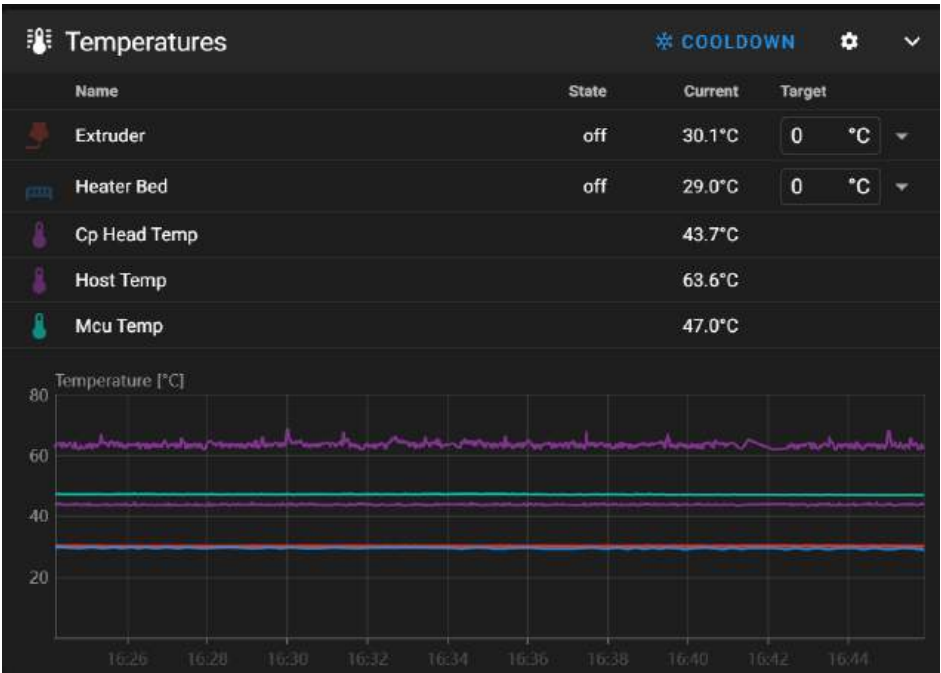 Temperatures COOLDOWN
Name State Current Target
Extruder off 30.1°C 0 °C
Heater Bed off 29.0°C 0 °C
Cp Head Temp 43.7°C
Host Temp 63.6°C
Mcu Temp 47.0°C
Temperature [°C]
80
60
40
20
16:26 16:28 16:30 16:32 16:34 16:36 16:38 16:40 16:42 16:44